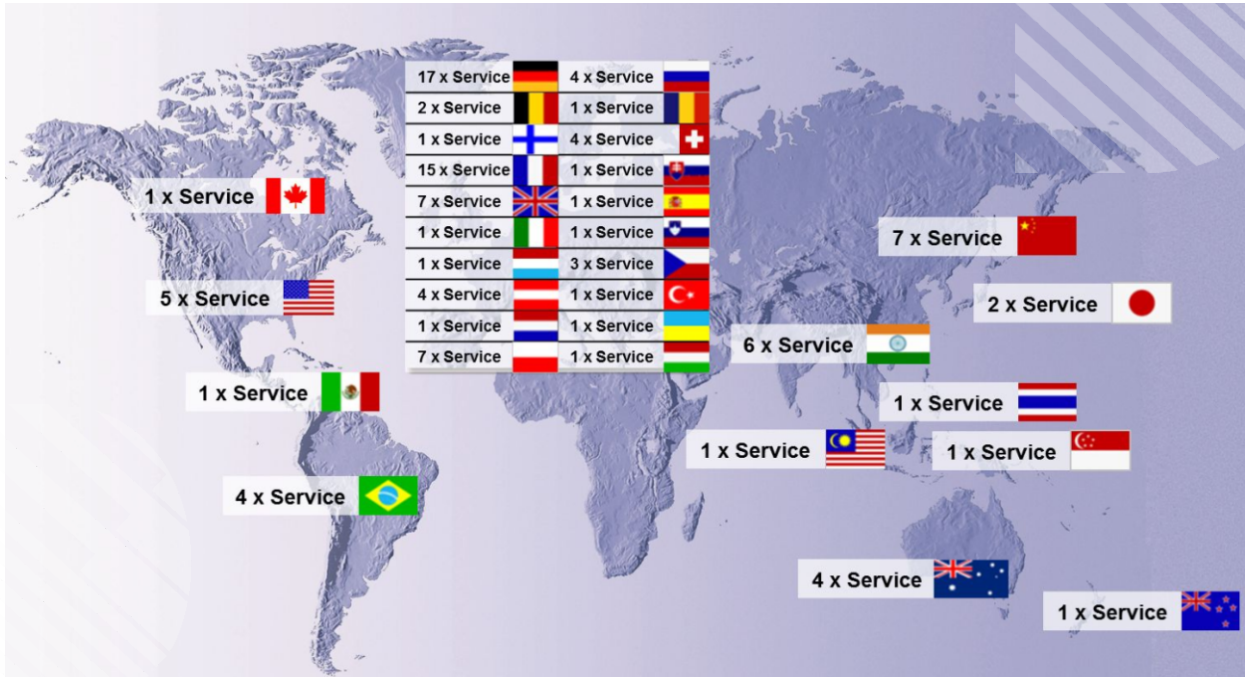 17 x Service 4 x Service
2 x Service 1 x Service
1 x Service 4 x Service
15 x Service 1 x Service
7 x Service 1 x Service
1 x Service 1 x Service
1 x Service 3 x Service
4 x Service 1 x Service
1 x Service 1 x Service
7 x Service 1 x Service
1 x Service
5 x Service
1 x Service
4 x Service
7 x Service
2 x Service
6 x Service
1 x Service
1 x Service
1 x Service
4 x Service
1 x Service